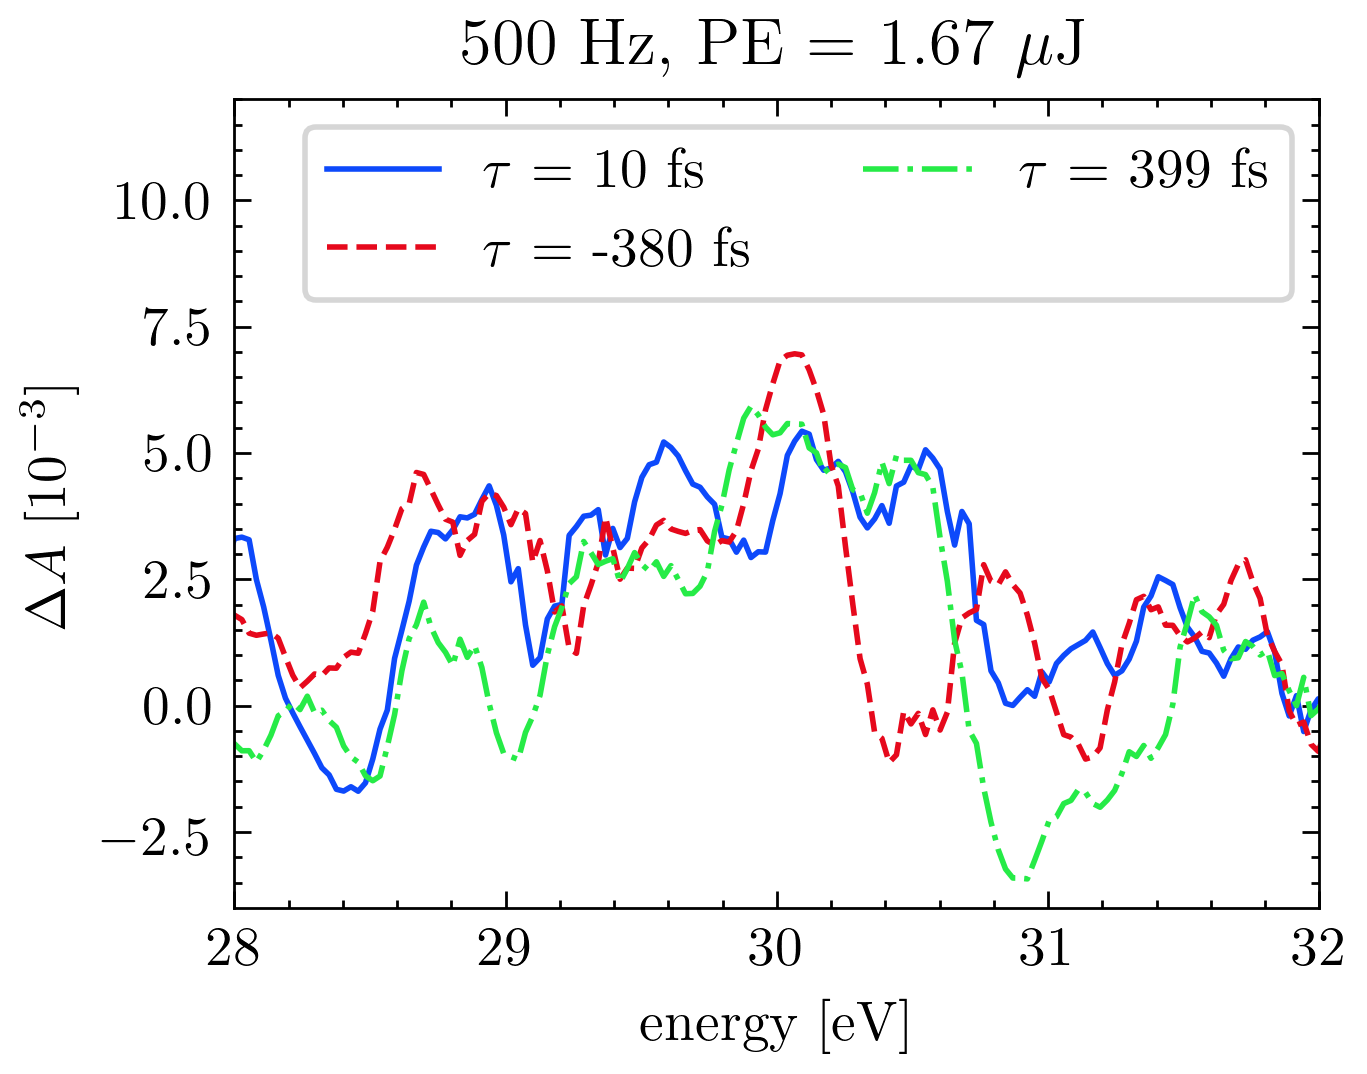 500 Hz, PE = 1.67 μJ
τ = 10 fs
τ = -380 fs
τ = 399 fs
10.0
7.5
5.0
2.5
0.0
−2.5
ΔA [10⁻³]
28 29 30 31 32
energy [eV]